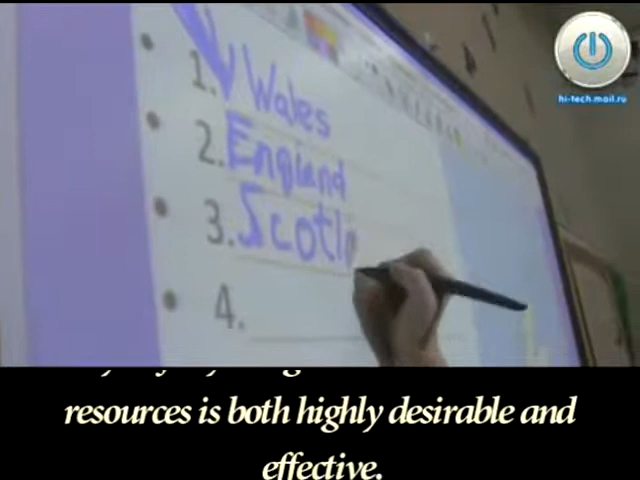 hi-tech.mail.ru
1. Wales
2. England
3. Scotl
4.
resources is both highly desirable and
effective.